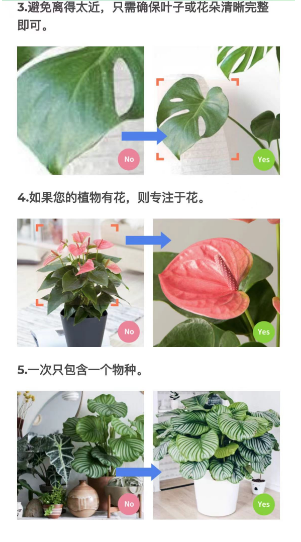 3.避免离得太近，只需确保叶子或花朵清晰完整
即可。
No
Yes
4.如果您的植物有花，则专注于花。
No
Yes
5.一次只包含一个物种。
No
Yes